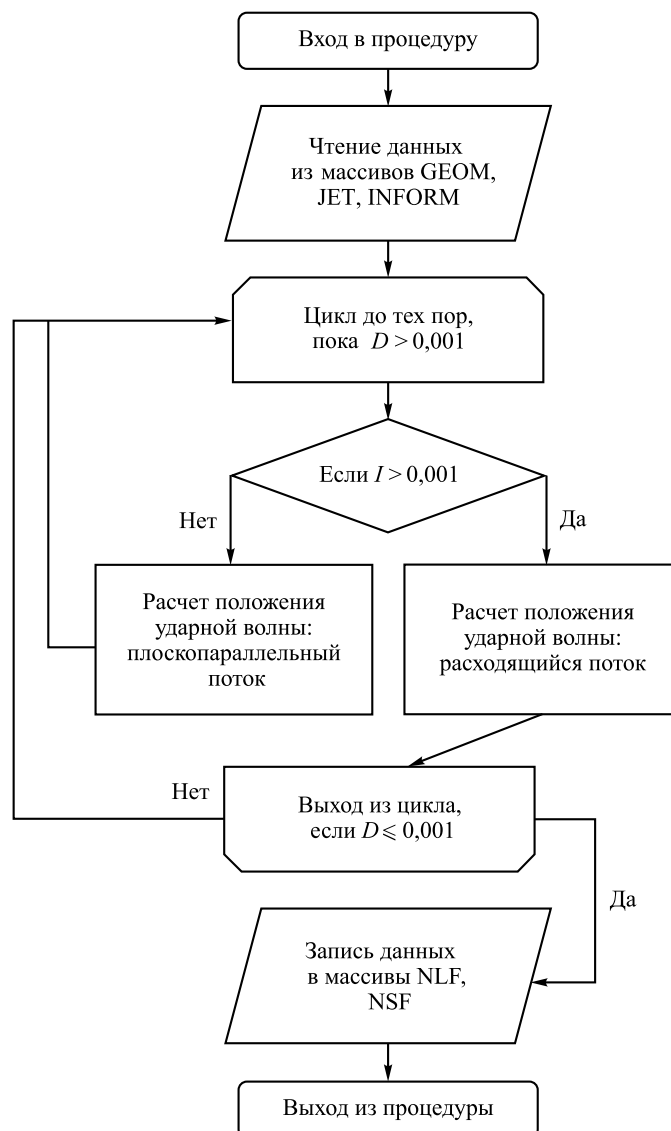 Вход в процедуру
Чтение данных
из массивов GEOM,
JET, INFORM
Цикл до тех пор,
пока D > 0,001
Если I > 0,001
Нет
Да
Расчет положения
ударной волны:
плоскопараллельный
поток
Расчет положения
ударной волны:
расходящийся поток
Нет
Выход из цикла,
если D ⩽ 0,001
Да
Запись данных
в массивы NLF,
NSF
Выход из процедуры